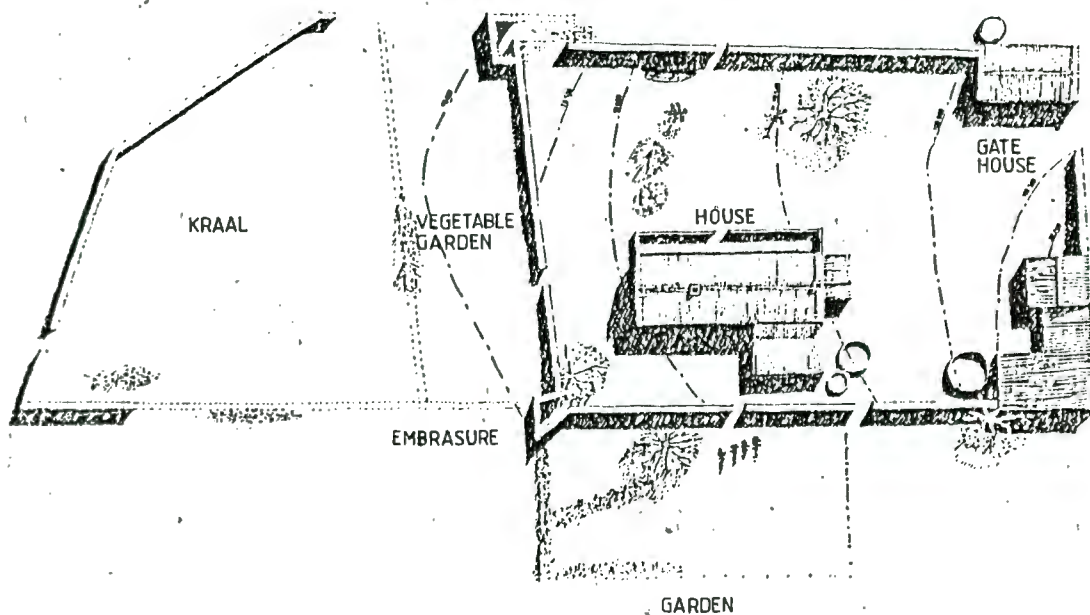 GATE
HOUSE
KRAAL
VEGETABLE
GARDEN
HOUSE
EMBRASURE
GARDEN